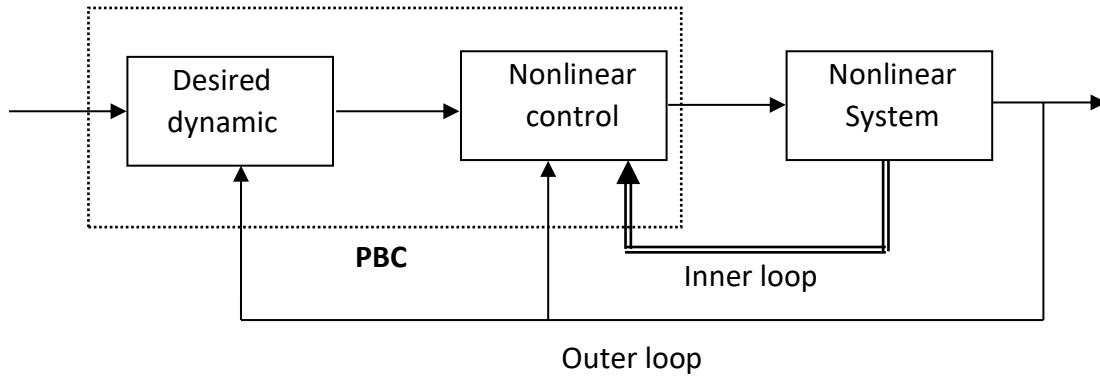 Desired
dynamic
Nonlinear
control
Nonlinear
System
PBC
Inner loop
Outer loop